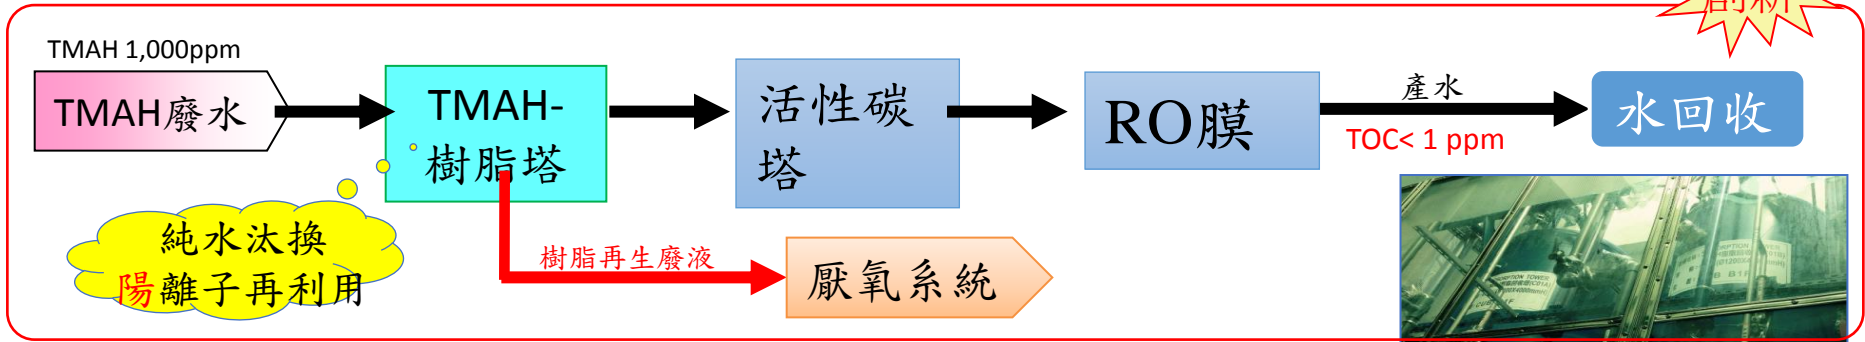 創新
TMAH 1,000ppm
TMAH廢水
TMAH-
樹脂塔
活性碳
塔
RO膜
產水
TOC< 1 ppm
水回收
純水汰換
陽離子再利用
樹脂再生廢液
厭氧系統